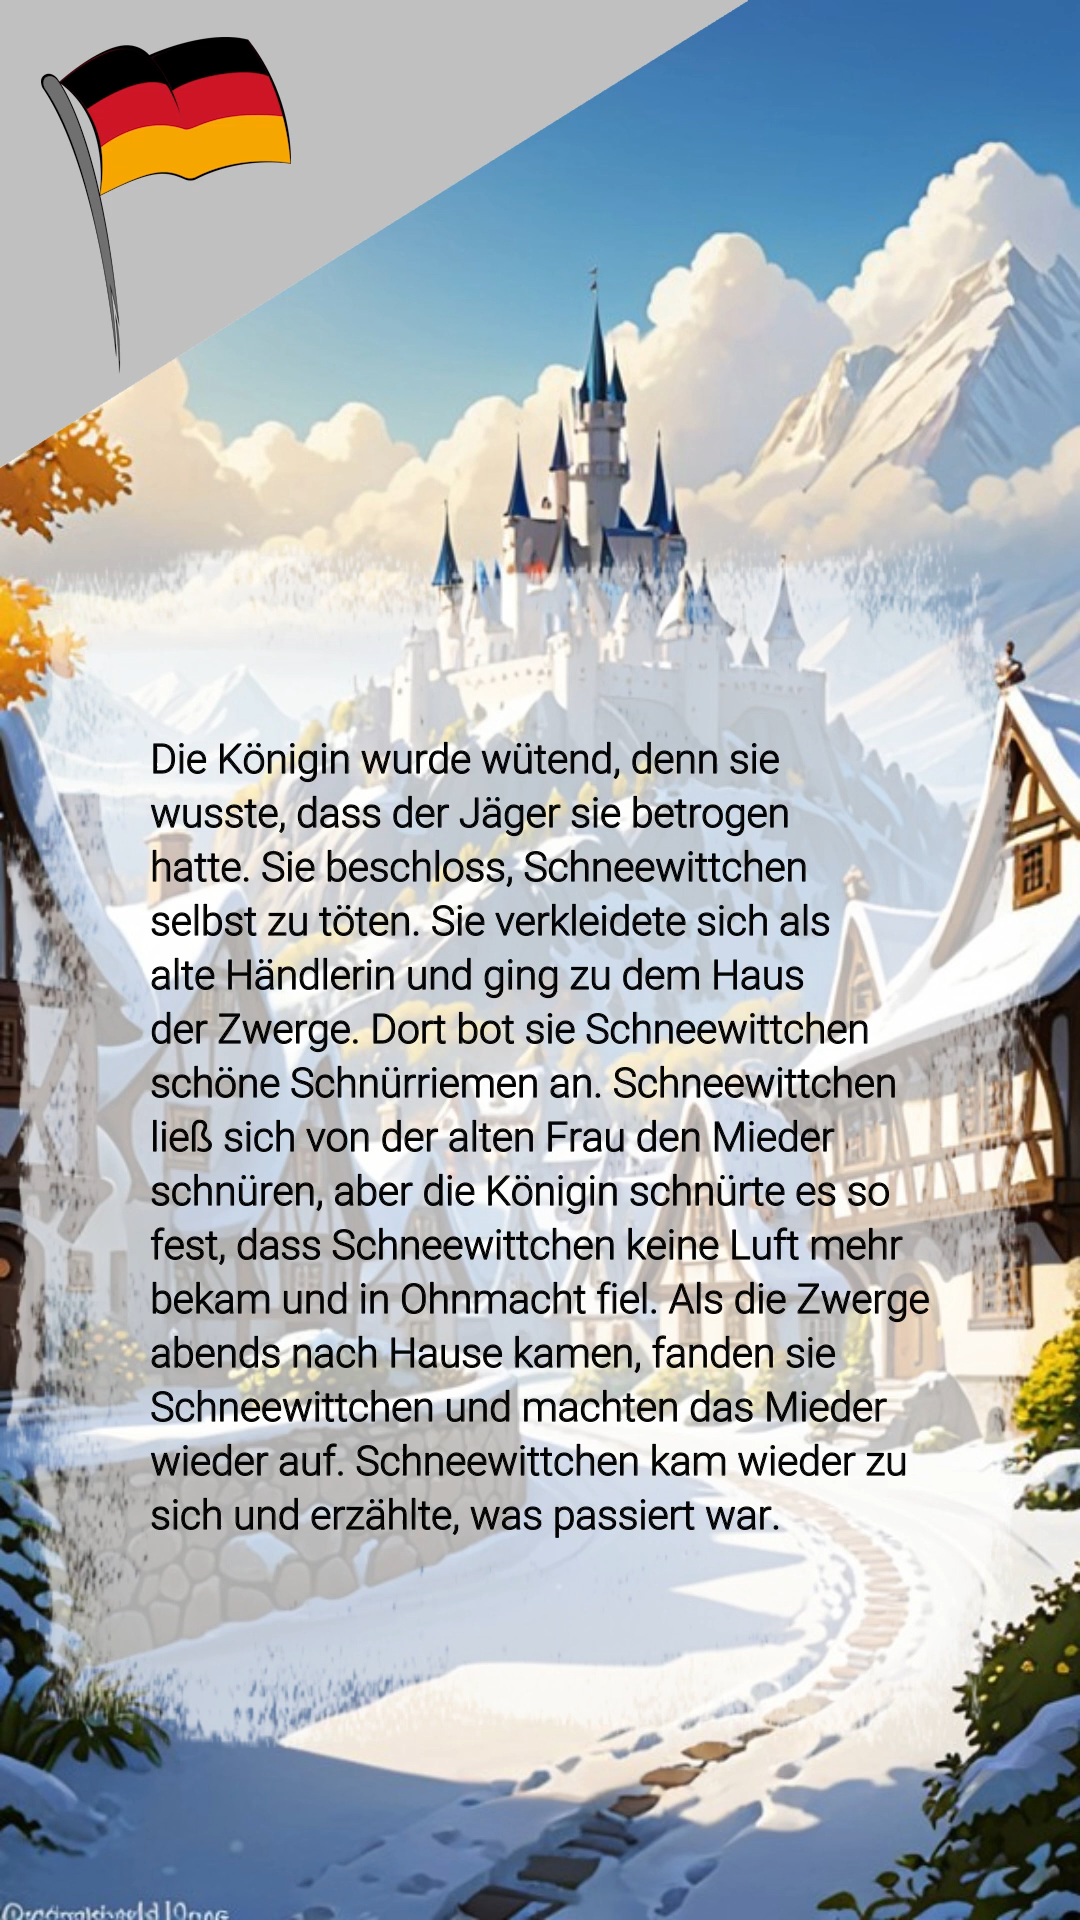 Die Königin wurde wütend, denn sie
wusste, dass der Jäger sie betrogen
hatte. Sie beschloss, Schneewittchen
selbst zu töten. Sie verkleidete sich als
alte Händlerin und ging zu dem Haus
der Zwerge. Dort bot sie Schneewittchen
schöne Schnürriemen an. Schneewittchen
ließ sich von der alten Frau den Mieder
schnüren, aber die Königin schnürte es so
fest, dass Schneewittchen keine Luft mehr
bekam und in Ohnmacht fiel. Als die Zwerge
abends nach Hause kamen, fanden sie
Schneewittchen und machten das Mieder
wieder auf. Schneewittchen kam wieder zu
sich und erzählte, was passiert war.